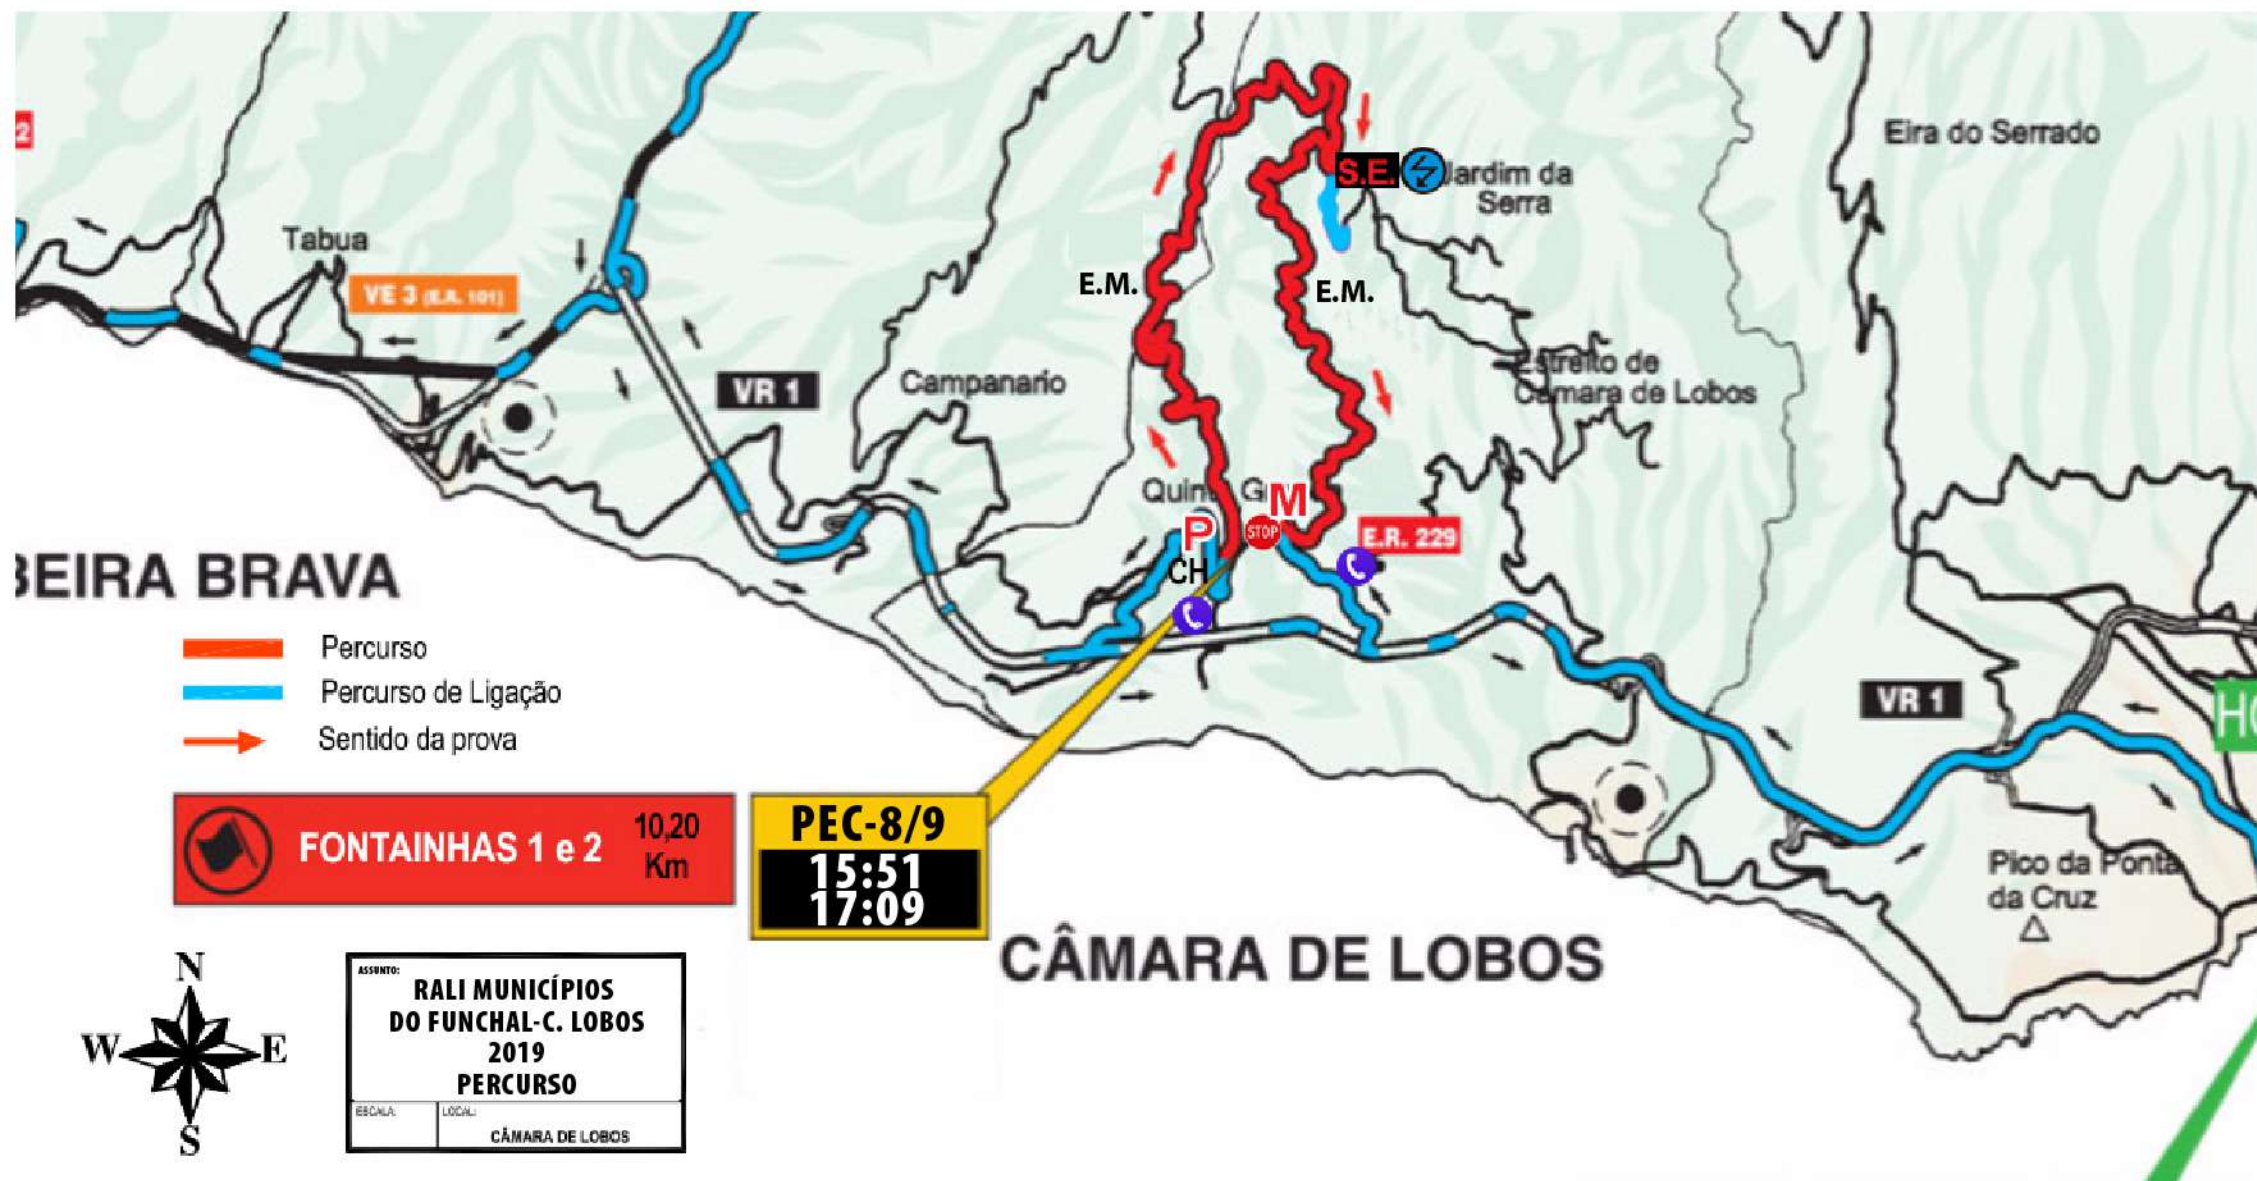 2
Eira do Serrado
S.E.
Jardim da
Serra
Tabua
VE 3 (E.R. 101)
E.M.
E.M.
VR 1
Campanario
Estreito de
Câmara de Lobos
M
P
STOP
E.R. 229
CH
BEIRA BRAVA
Percurso
Percurso de Ligação
Sentido da prova
VR 1
FONTAINHAS 1 e 2
10,20
Km
PEC-8/9
15:51
17:09
Pico da Ponta
da Cruz
CÂMARA DE LOBOS
N
W E
S
ASSUNTO:
RALI MUNICÍPIOS
DO FUNCHAL-C. LOBOS
2019
PERCURSO
ESCALA:
LOCAL:
CÂMARA DE LOBOS